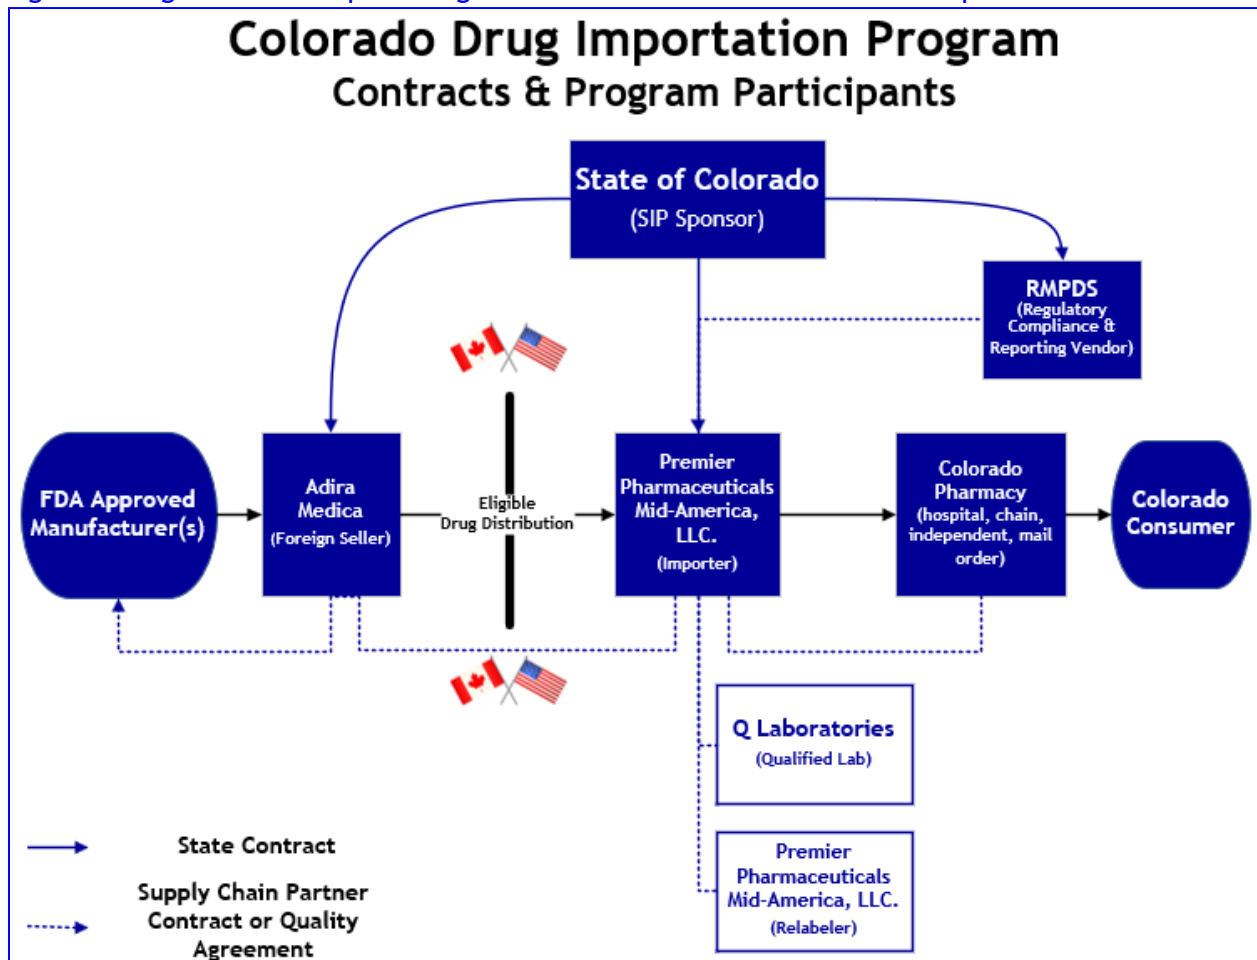 Colorado Drug Importation Program
Contracts & Program Participants
State of Colorado
(SIP Sponsor)
RMPDS
(Regulatory
Compliance &
Reporting Vendor)
FDA Approved
Manufacturer(s)
Adira
Medica
(Foreign Seller)
Eligible
Drug Distribution
Premier
Pharmaceuticals
Mid-America,
LLC.
(Importer)
Colorado
Pharmacy
(hospital, chain,
independent, mail
order)
Colorado
Consumer
Q Laboratories
(Qualified Lab)
Premier
Pharmaceuticals
Mid-America, LLC.
(Relabeler)
State Contract
Supply Chain Partner
Contract or Quality
Agreement